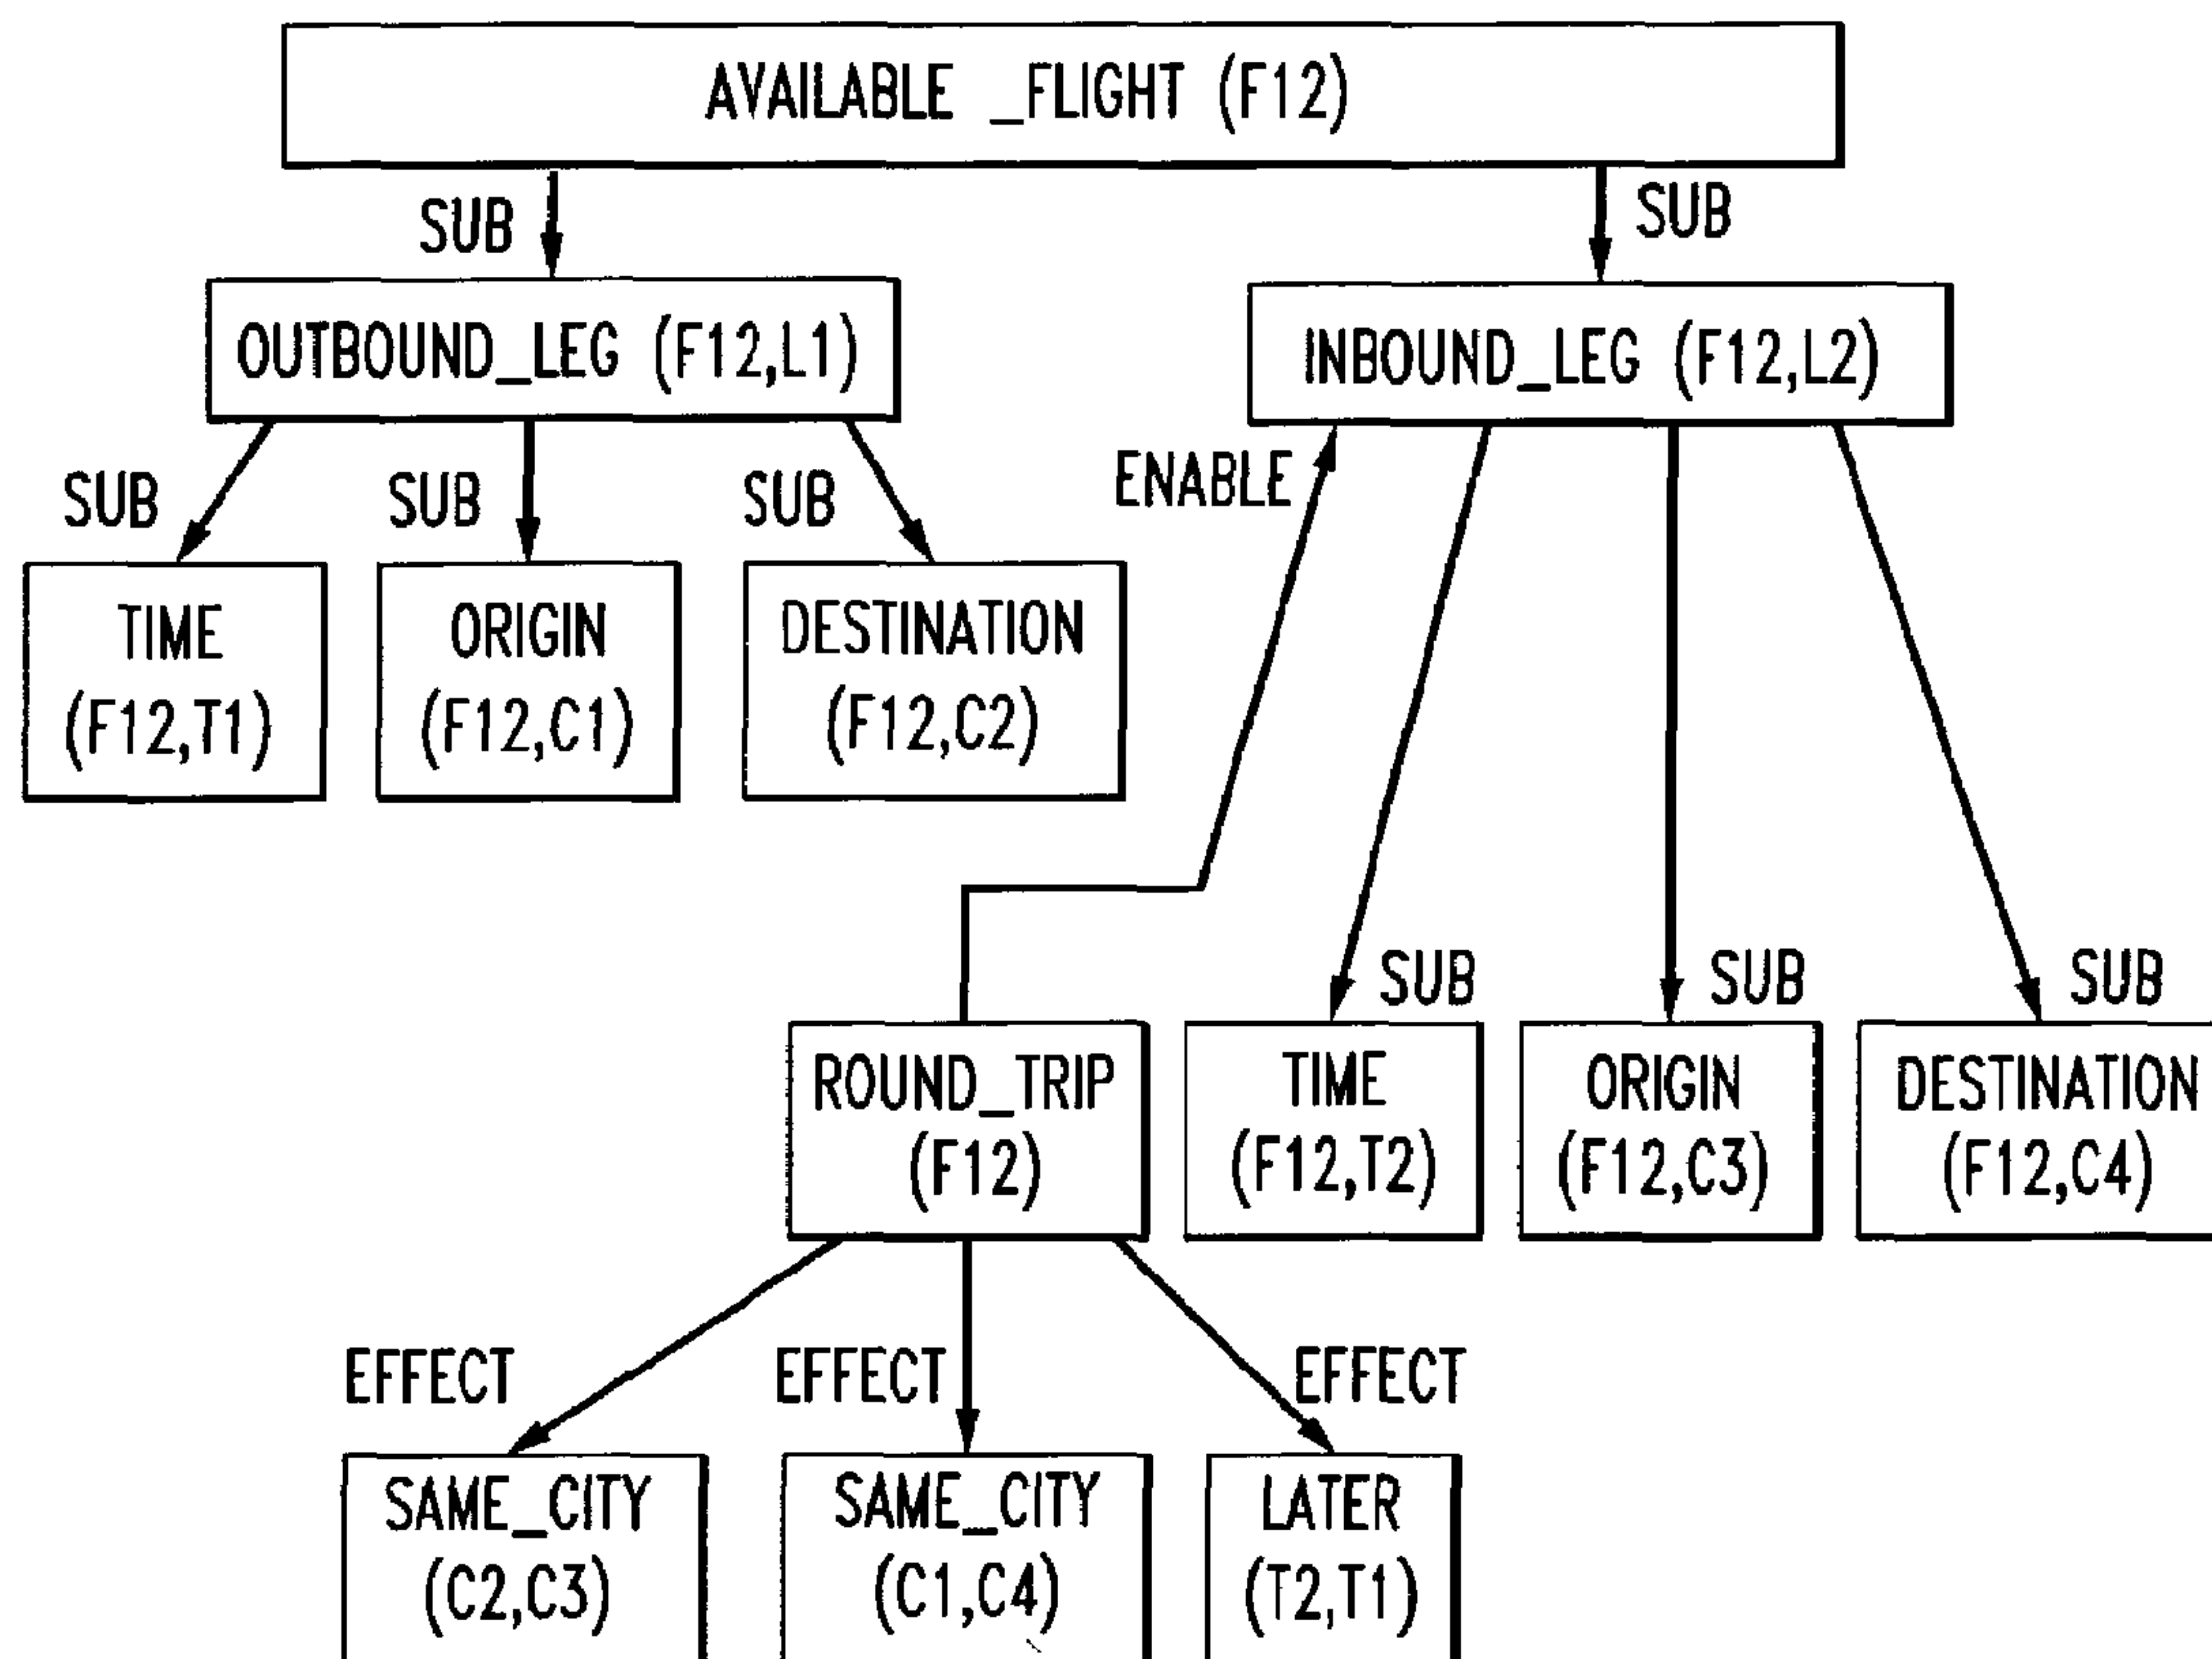 AVAILABLE _FLIGHT (F12)
SUB
SUB
OUTBOUND_LEG (F12,L1)
INBOUND_LEG (F12,L2)
SUB
SUB
SUB
ENABLE
TIME
(F12,T1)
ORIGIN
(F12,C1)
DESTINATION
(F12,C2)
SUB
SUB
SUB
ROUND_TRIP
(F12)
TIME
(F12,T2)
ORIGIN
(F12,C3)
DESTINATION
(F12,C4)
EFFECT
EFFECT
EFFECT
SAME_CITY
(C2,C3)
SAME_CITY
(C1,C4)
LATER
(T2,T1)